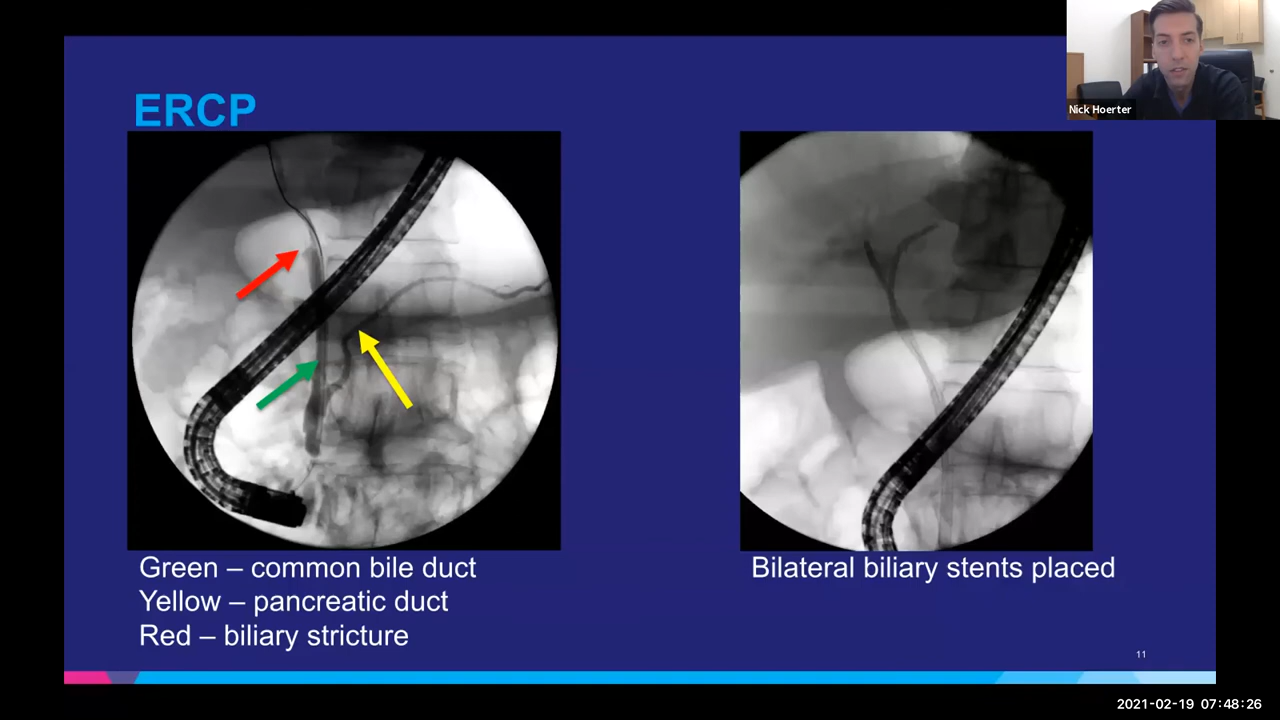 ERCP
Nick Hoerter
Green – common bile duct
Yellow – pancreatic duct
Red – biliary stricture
Bilateral biliary stents placed
11
2021-02-19 07:48:26